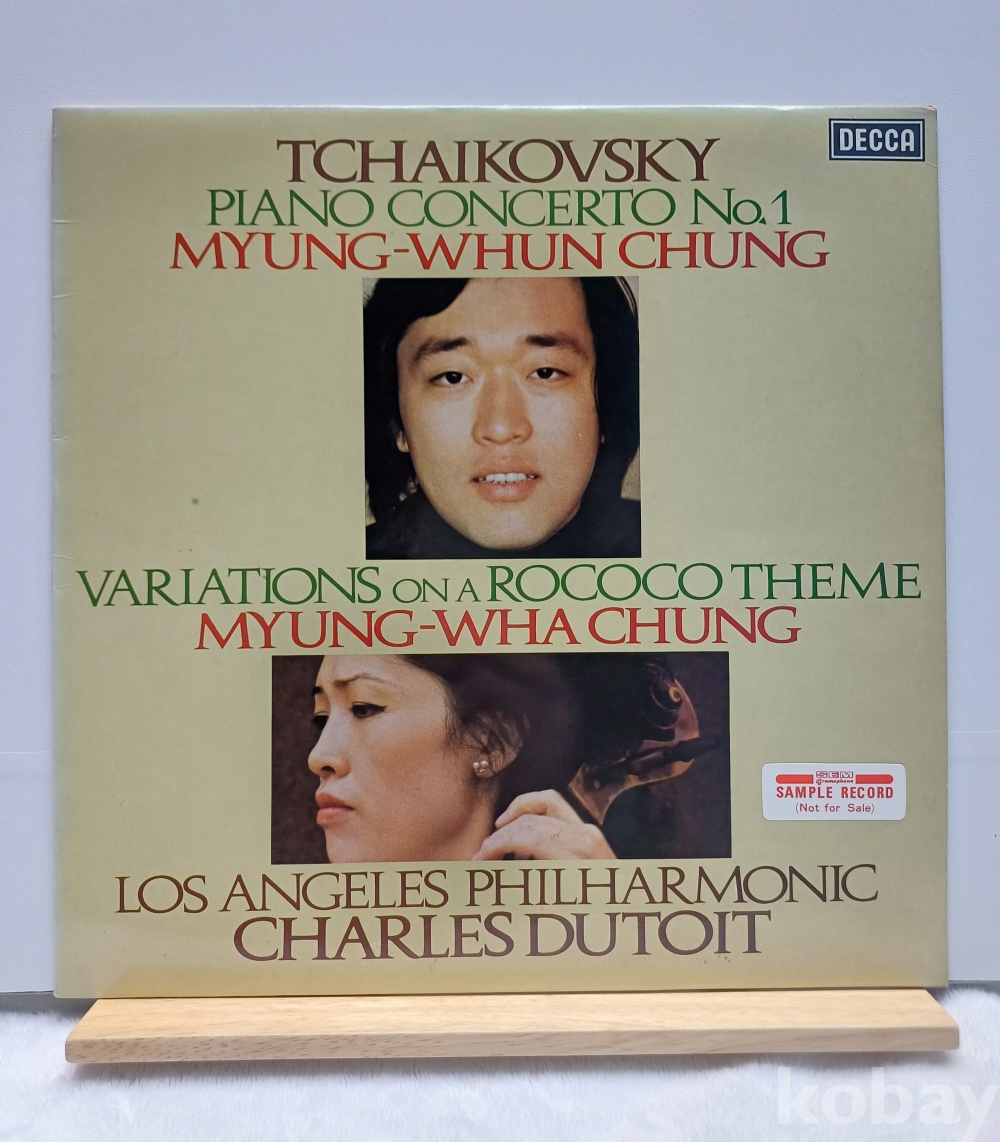 DECCA
TCHAIKOVSKY
PIANO CONCERTO No.1
MYUNG-WHUN CHUNG
VARIATIONS ON A ROCOCO THEME
MYUNG-WHA CHUNG
SEM
Gramophone
SAMPLE RECORD
(Not for Sale)
LOS ANGELES PHILHARMONIC
CHARLES DUTOIT
kobay